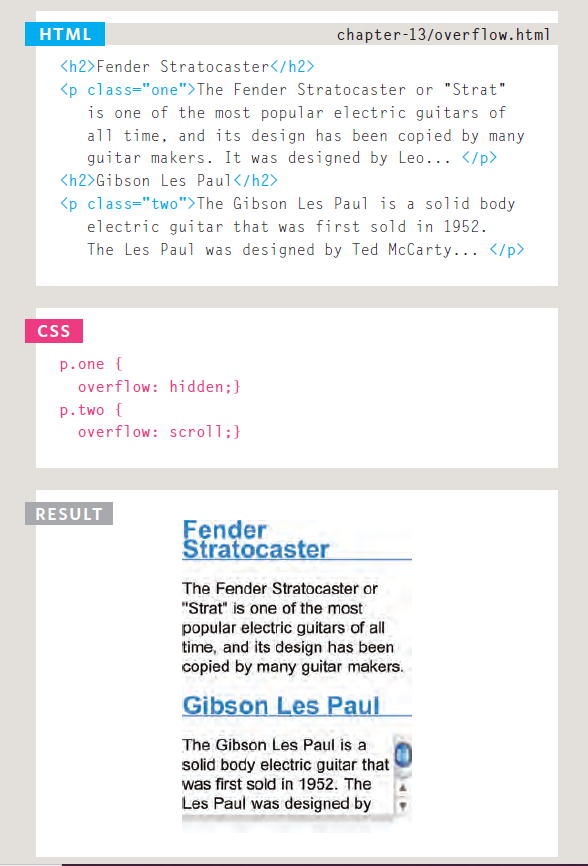 HTML
chapter-13/overflow.html
<h2>Fender Stratocaster</h2>
<p class="one">The Fender Stratocaster or "Strat"
is one of the most popular electric guitars of
all time, and its design has been copied by many
guitar makers. It was designed by Leo... </p>
<h2>Gibson Les Paul</h2>
<p class="two">The Gibson Les Paul is a solid body
electric guitar that was first sold in 1952.
The Les Paul was designed by Ted McCarty... </p>
CSS
p.one {
overflow: hidden;}
p.two {
overflow: scroll;}
RESULT
Fender
Stratocaster
The Fender Stratocaster or
"Strat" is one of the most
popular electric guitars of all
time, and its design has been
copied by many guitar makers.
Gibson Les Paul
The Gibson Les Paul is a
solid body electric guitar that
was first sold in 1952. The
Les Paul was designed by